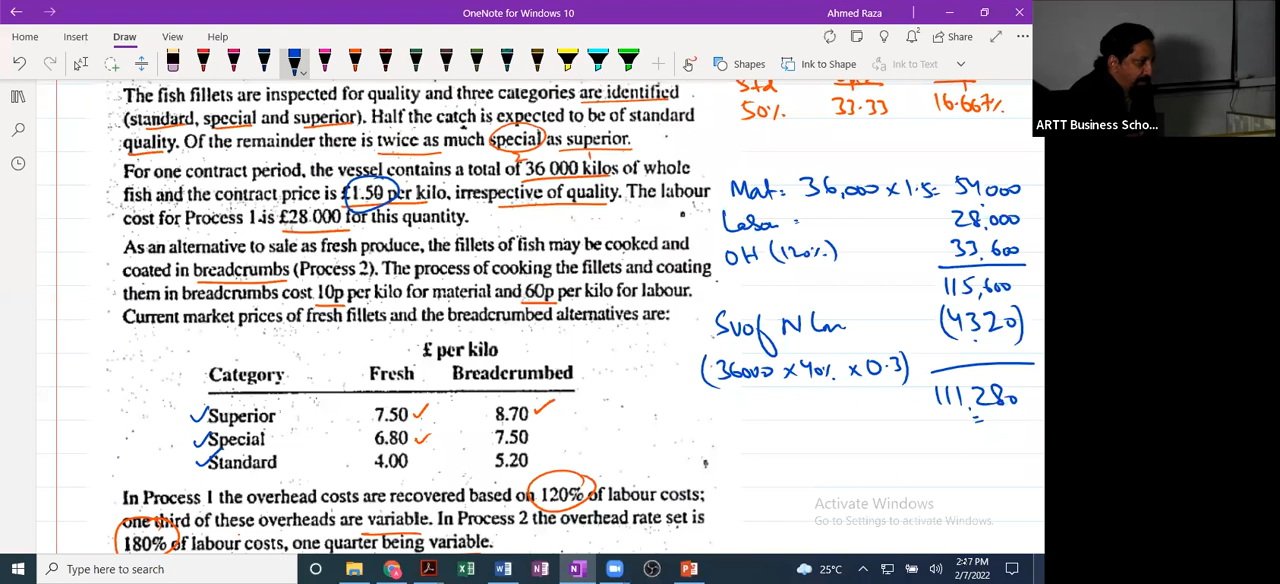 OneNote for Windows 10
Ahmed Raza
Home Insert Draw View Help
Share
Shapes Ink to Shape Ink to Text
The fish fillets are inspected for quality and three categories are identified
(standard, special and superior). Half the catch is expected to be of standard
quality. Of the remainder there is twice as much special as superior.
2 1
For one contract period, the vessel contains a total of 36 000 kilos of whole
fish and the contract price is £1.50 per kilo, irrespective of quality. The labour
cost for Process 1 is £28 000 for this quantity.
As an alternative to sale as fresh produce, the fillets of fish may be cooked and
coated in breadcrumbs (Process 2). The process of cooking the fillets and coating
them in breadcrumbs cost 10p per kilo for material and 60p per kilo for labour.
Current market prices of fresh fillets and the breadcrumbed alternatives are:
£ per kilo
Category Fresh Breadcrumbed
Superior 7.50 8.70
Special 6.80 7.50
Standard 4.00 5.20
In Process 1 the overhead costs are recovered based on 120% of labour costs;
one third of these overheads are variable. In Process 2 the overhead rate set is
180% of labour costs, one quarter being variable.
Std
50% 33.33 16.667%
Mat = 36,000 × 1.5 = 54,000
Labor = 28,000
OH (120%) 33,600
115,600
SV of N Loss (4320)
(36000 × 40% × 0.3)
111,280
Activate Windows
Go to Settings to activate Windows.
ARTT Business Scho...
Type here to search
25°C
2:27 PM
2/7/2022